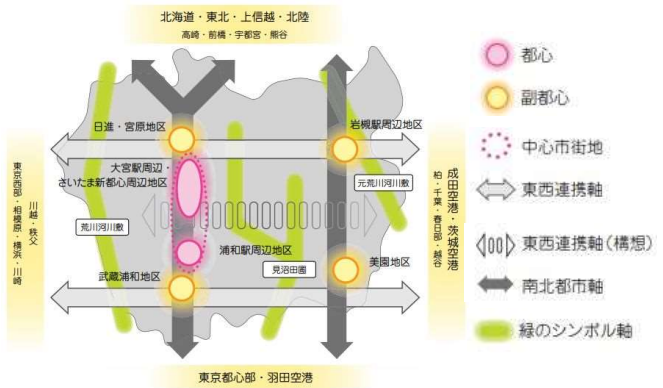 北海道・東北・上信越・北陸
高崎・前橋・宇都宮・熊谷
日進・宮原地区
岩槻駅周辺地区
大宮駅周辺・
さいたま新都心周辺地区
元荒川河川敷
荒川河川敷
浦和駅周辺地区
見沼田圃
美園地区
武蔵浦和地区
川越・秩父
東京西部・相模原・横浜・川崎
成田空港・茨城空港
柏・千葉・春日部・越谷
東京都心部・羽田空港
都心
副都心
中心市街地
東西連携軸
東西連携軸(構想)
南北都市軸
緑のシンボル軸